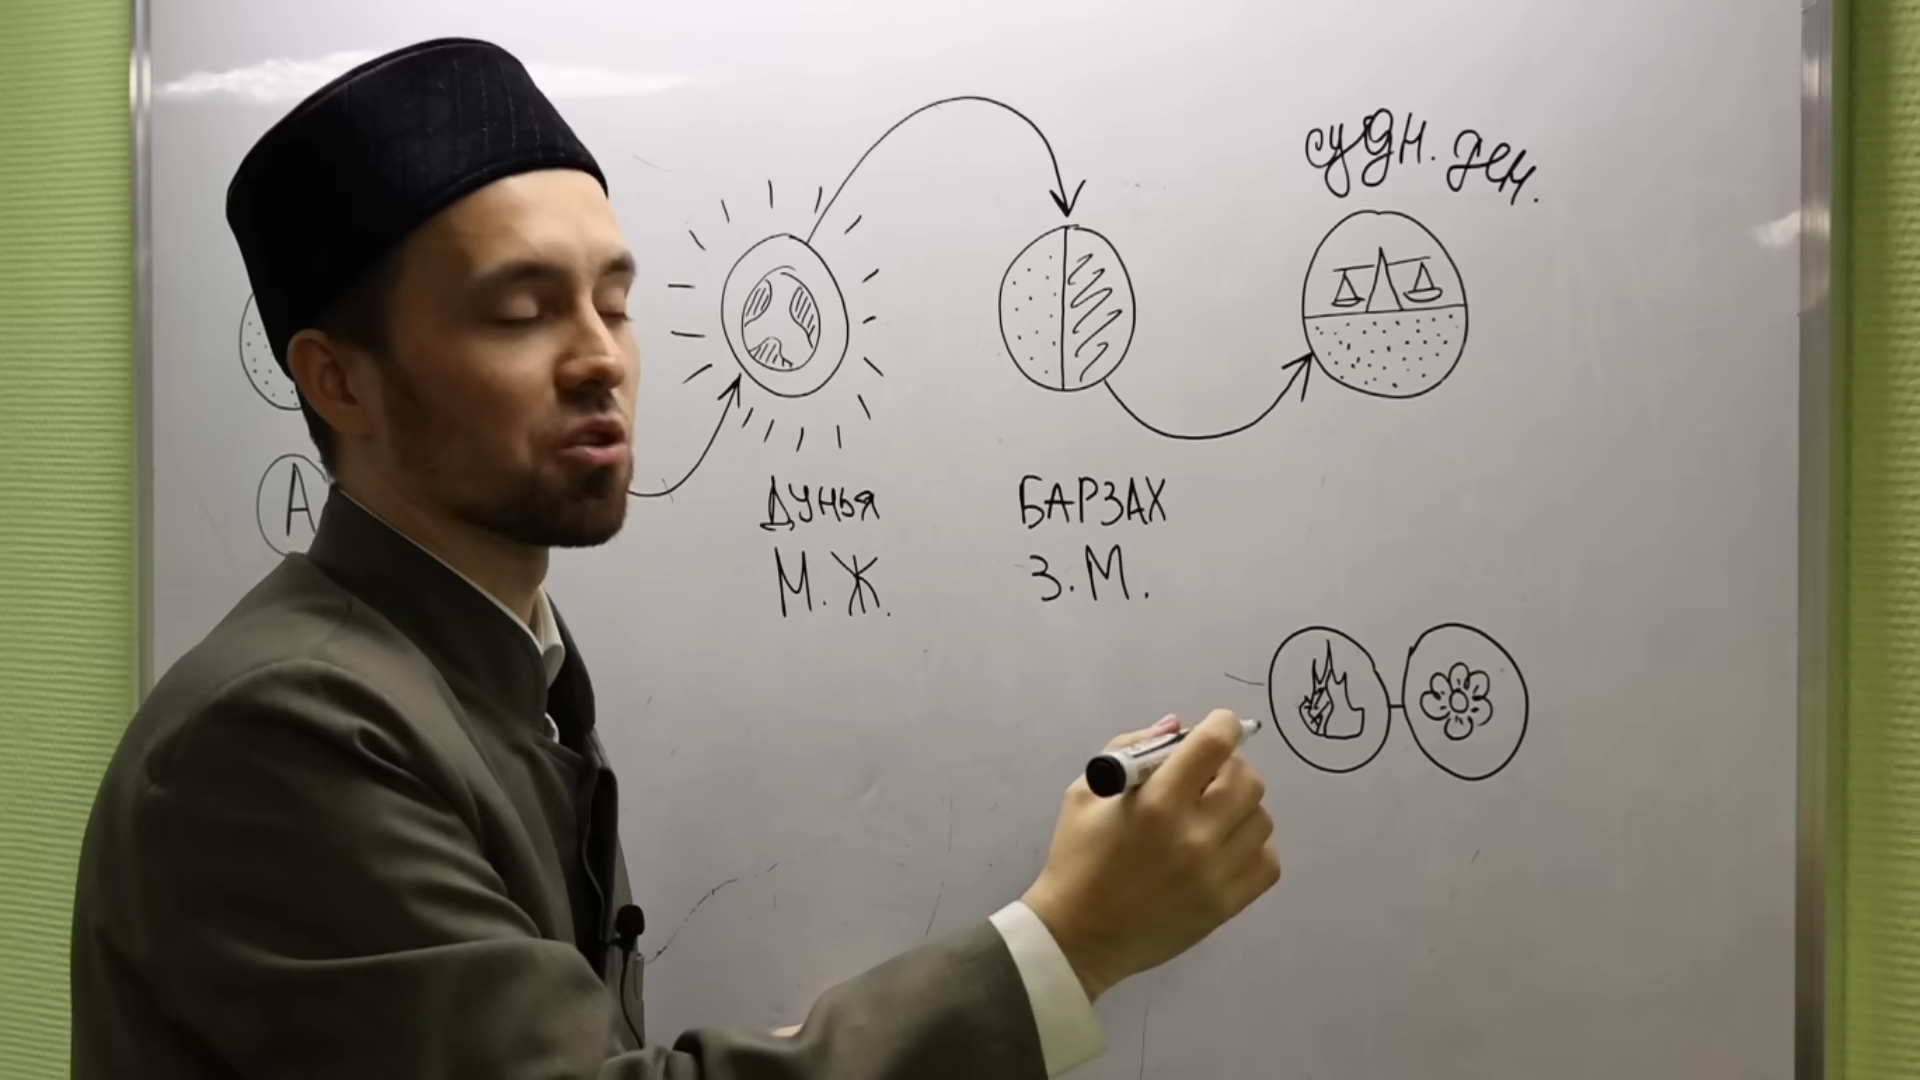 судн. ден.
А
ДУНЬЯ
М.Ж.
БАРЗАХ
З.М.